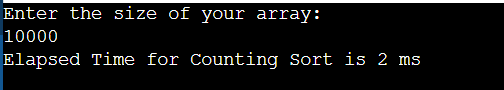 Enter the size of your array:
10000
Elapsed Time for Counting Sort is 2 ms